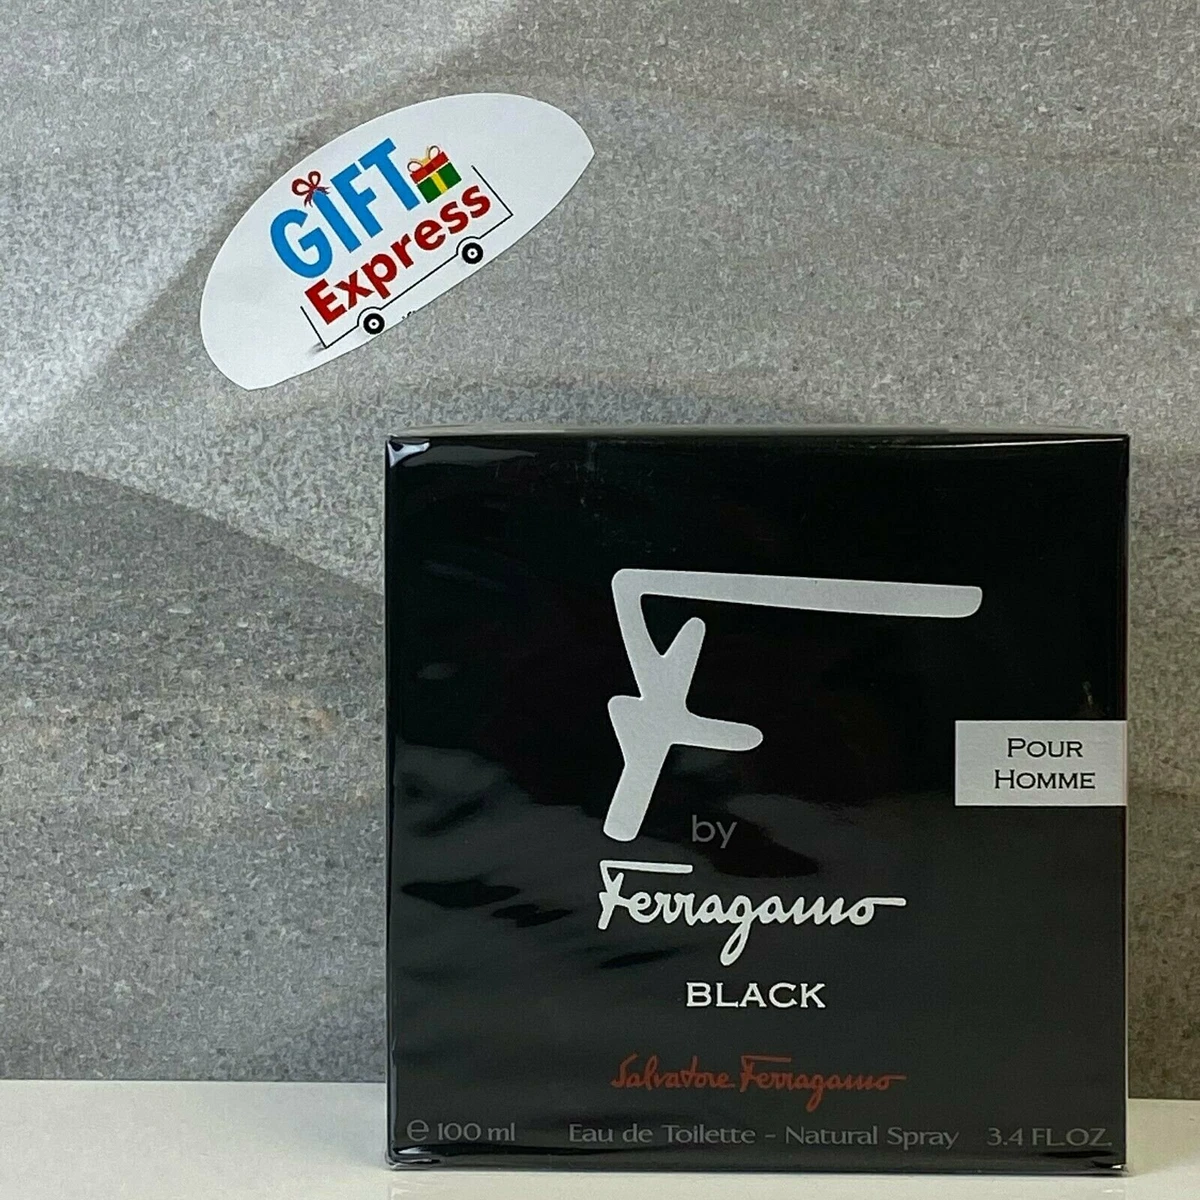 GIFT
Express
F
by
Ferragamo
BLACK
POUR
HOMME
Salvatore Ferragamo
℮ 100 ml Eau de Toilette - Natural Spray 3.4 FL.OZ.